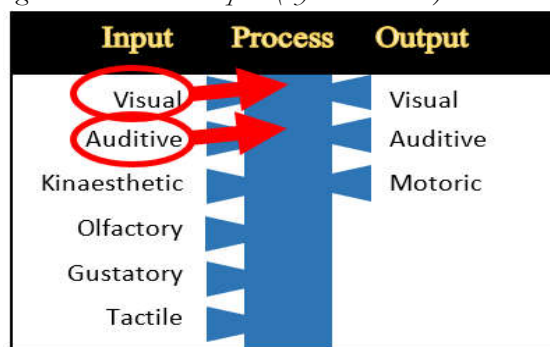 Input Process Output
Visual Visual
Auditive Auditive
Kinaesthetic Motoric
Olfactory
Gustatory
Tactile